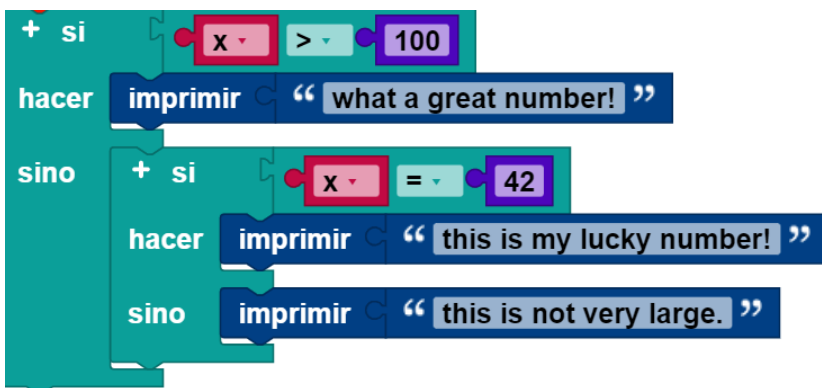 + si x > 100
hacer imprimir “ what a great number! ”
sino + si x = 42
hacer imprimir “ this is my lucky number! ”
sino imprimir “ this is not very large. ”